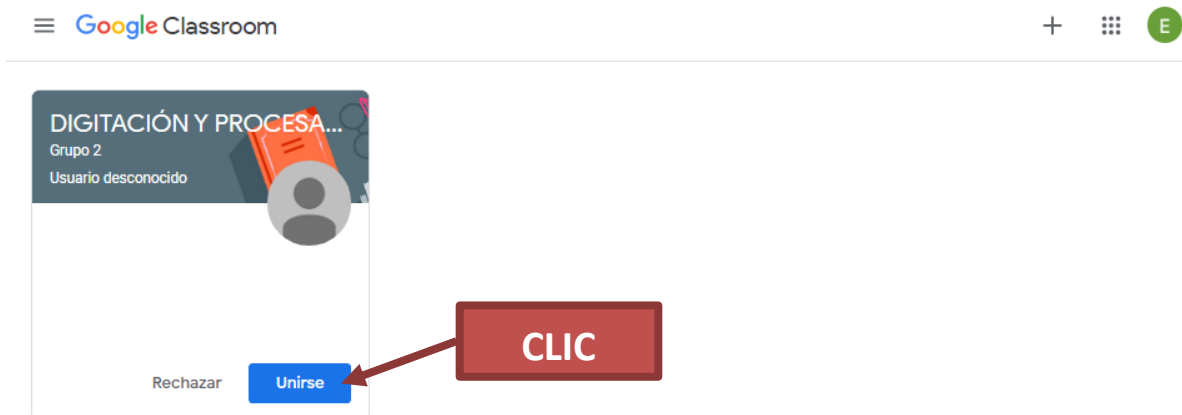 Google Classroom
E
DIGITACIÓN Y PROCESA...
Grupo 2
Usuario desconocido
CLIC
Rechazar
Unirse